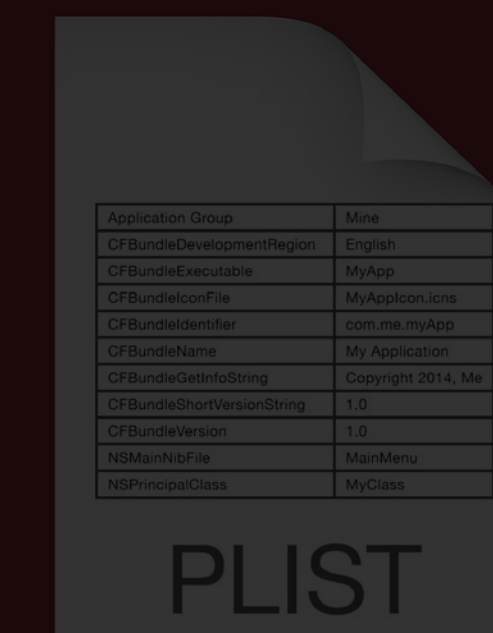 Application Group Mine
CFBundleDevelopmentRegion English
CFBundleExecutable MyApp
CFBundleIconFile MyAppIcon.icns
CFBundleIdentifier com.me.myApp
CFBundleName My Application
CFBundleGetInfoString Copyright 2014, Me
CFBundleShortVersionString 1.0
CFBundleVersion 1.0
NSMainNibFile MainMenu
NSPrincipalClass MyClass
PLIST